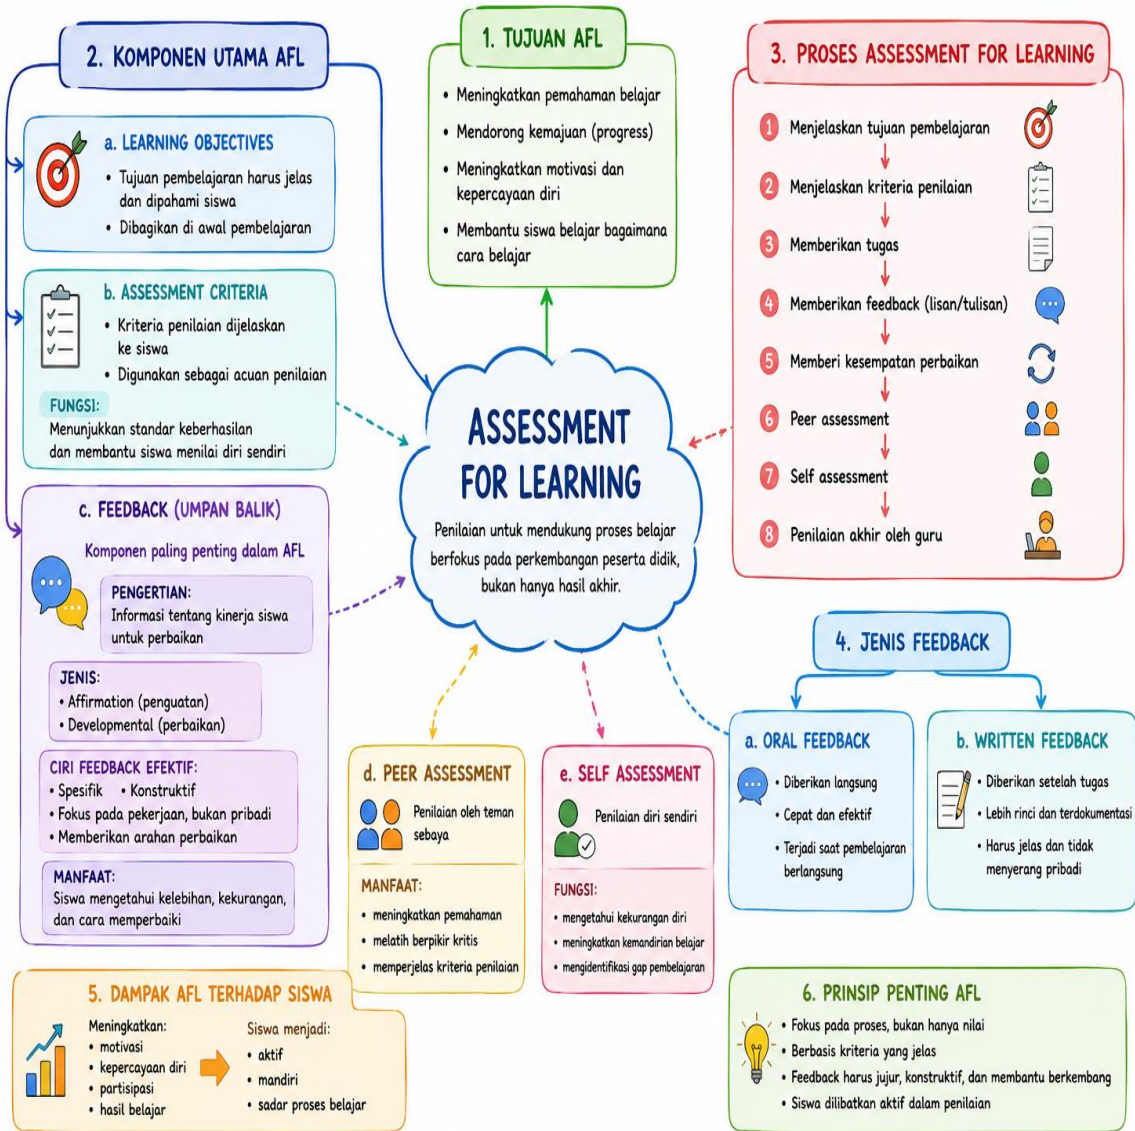 2. KOMPONEN UTAMA AFL
a. LEARNING OBJECTIVES
• Tujuan pembelajaran harus jelas
dan dipahami siswa
• Dibagikan di awal pembelajaran
b. ASSESSMENT CRITERIA
• Kriteria penilaian dijelaskan
ke siswa
• Digunakan sebagai acuan penilaian
FUNGSI:
Menunjukkan standar keberhasilan
dan membantu siswa menilai diri sendiri
c. FEEDBACK (UMPAN BALIK)
Komponen paling penting dalam AFL
PENGERTIAN:
Informasi tentang kinerja siswa
untuk perbaikan
JENIS:
• Affirmation (penguatan)
• Developmental (perbaikan)
CIRI FEEDBACK EFEKTIF:
• Spesifik • Konstruktif
• Fokus pada pekerjaan, bukan pribadi
• Memberikan arahan perbaikan
MANFAAT:
Siswa mengetahui kelebihan, kekurangan,
dan cara memperbaiki
1. TUJUAN AFL
• Meningkatkan pemahaman belajar
• Mendorong kemajuan (progress)
• Meningkatkan motivasi dan
kepercayaan diri
• Membantu siswa belajar bagaimana
cara belajar
ASSESSMENT
FOR LEARNING
Penilaian untuk mendukung proses belajar
berfokus pada perkembangan peserta didik,
bukan hanya hasil akhir.
3. PROSES ASSESSMENT FOR LEARNING
1 Menjelaskan tujuan pembelajaran
2 Menjelaskan kriteria penilaian
3 Memberikan tugas
4 Memberikan feedback (lisan/tulisan)
5 Memberi kesempatan perbaikan
6 Peer assessment
7 Self assessment
8 Penilaian akhir oleh guru
d. PEER ASSESSMENT
Penilaian oleh teman
sebaya
MANFAAT:
• meningkatkan pemahaman
• melatih berpikir kritis
• memperjelas kriteria penilaian
e. SELF ASSESSMENT
Penilaian diri sendiri
FUNGSI:
• mengetahui kekurangan diri
• meningkatkan kemandirian belajar
• mengidentifikasi gap pembelajaran
4. JENIS FEEDBACK
a. ORAL FEEDBACK
• Diberikan langsung
• Cepat dan efektif
• Terjadi saat pembelajaran
berlangsung
b. WRITTEN FEEDBACK
• Diberikan setelah tugas
• Lebih rinci dan terdokumentasi
• Harus jelas dan tidak
menyerang pribadi
5. DAMPAK AFL TERHADAP SISWA
Meningkatkan:
• motivasi
• kepercayaan diri
• partisipasi
• hasil belajar
Siswa menjadi:
• aktif
• mandiri
• sadar proses belajar
6. PRINSIP PENTING AFL
• Fokus pada proses, bukan hanya nilai
• Berbasis kriteria yang jelas
• Feedback harus jujur, konstruktif, dan membantu berkembang
• Siswa dilibatkan aktif dalam penilaian